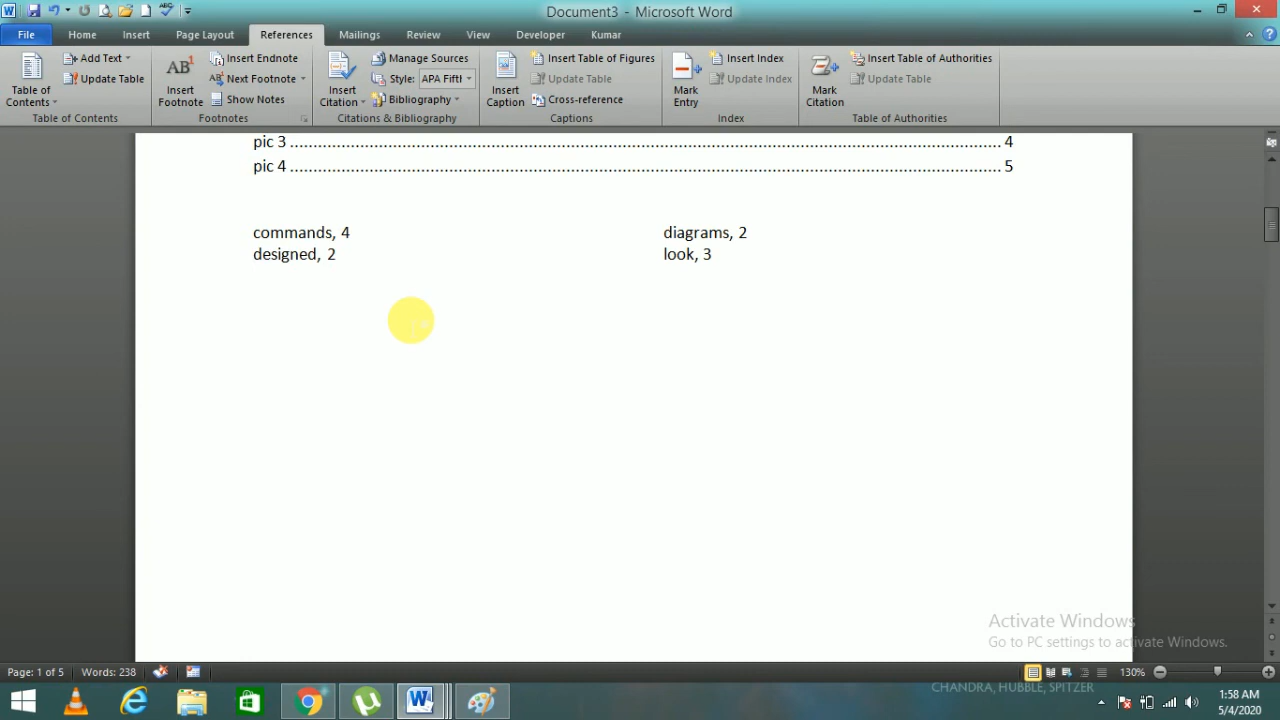 Document3 - Microsoft Word
File Home Insert Page Layout References Mailings Review View Developer Kumar
Table of Contents
Add Text
Update Table
Table of Contents
AB1 Insert Footnote
Insert Endnote
AB1 Next Footnote
Show Notes
Footnotes
Insert Citation
Manage Sources
Style: APA Fifth
Bibliography
Citations & Bibliography
Insert Caption
Insert Table of Figures
Update Table
Cross-reference
Captions
Mark Entry
Insert Index
Update Index
Index
Mark Citation
Insert Table of Authorities
Update Table
Table of Authorities
pic 3 ........ 4
pic 4 ........ 5
commands, 4
designed, 2
diagrams, 2
look, 3
Activate Windows
Go to PC settings to activate Windows.
Page: 1 of 5 Words: 238 130%
CHANDRA, HUBBLE, SPITZER
1:58 AM
5/4/2020